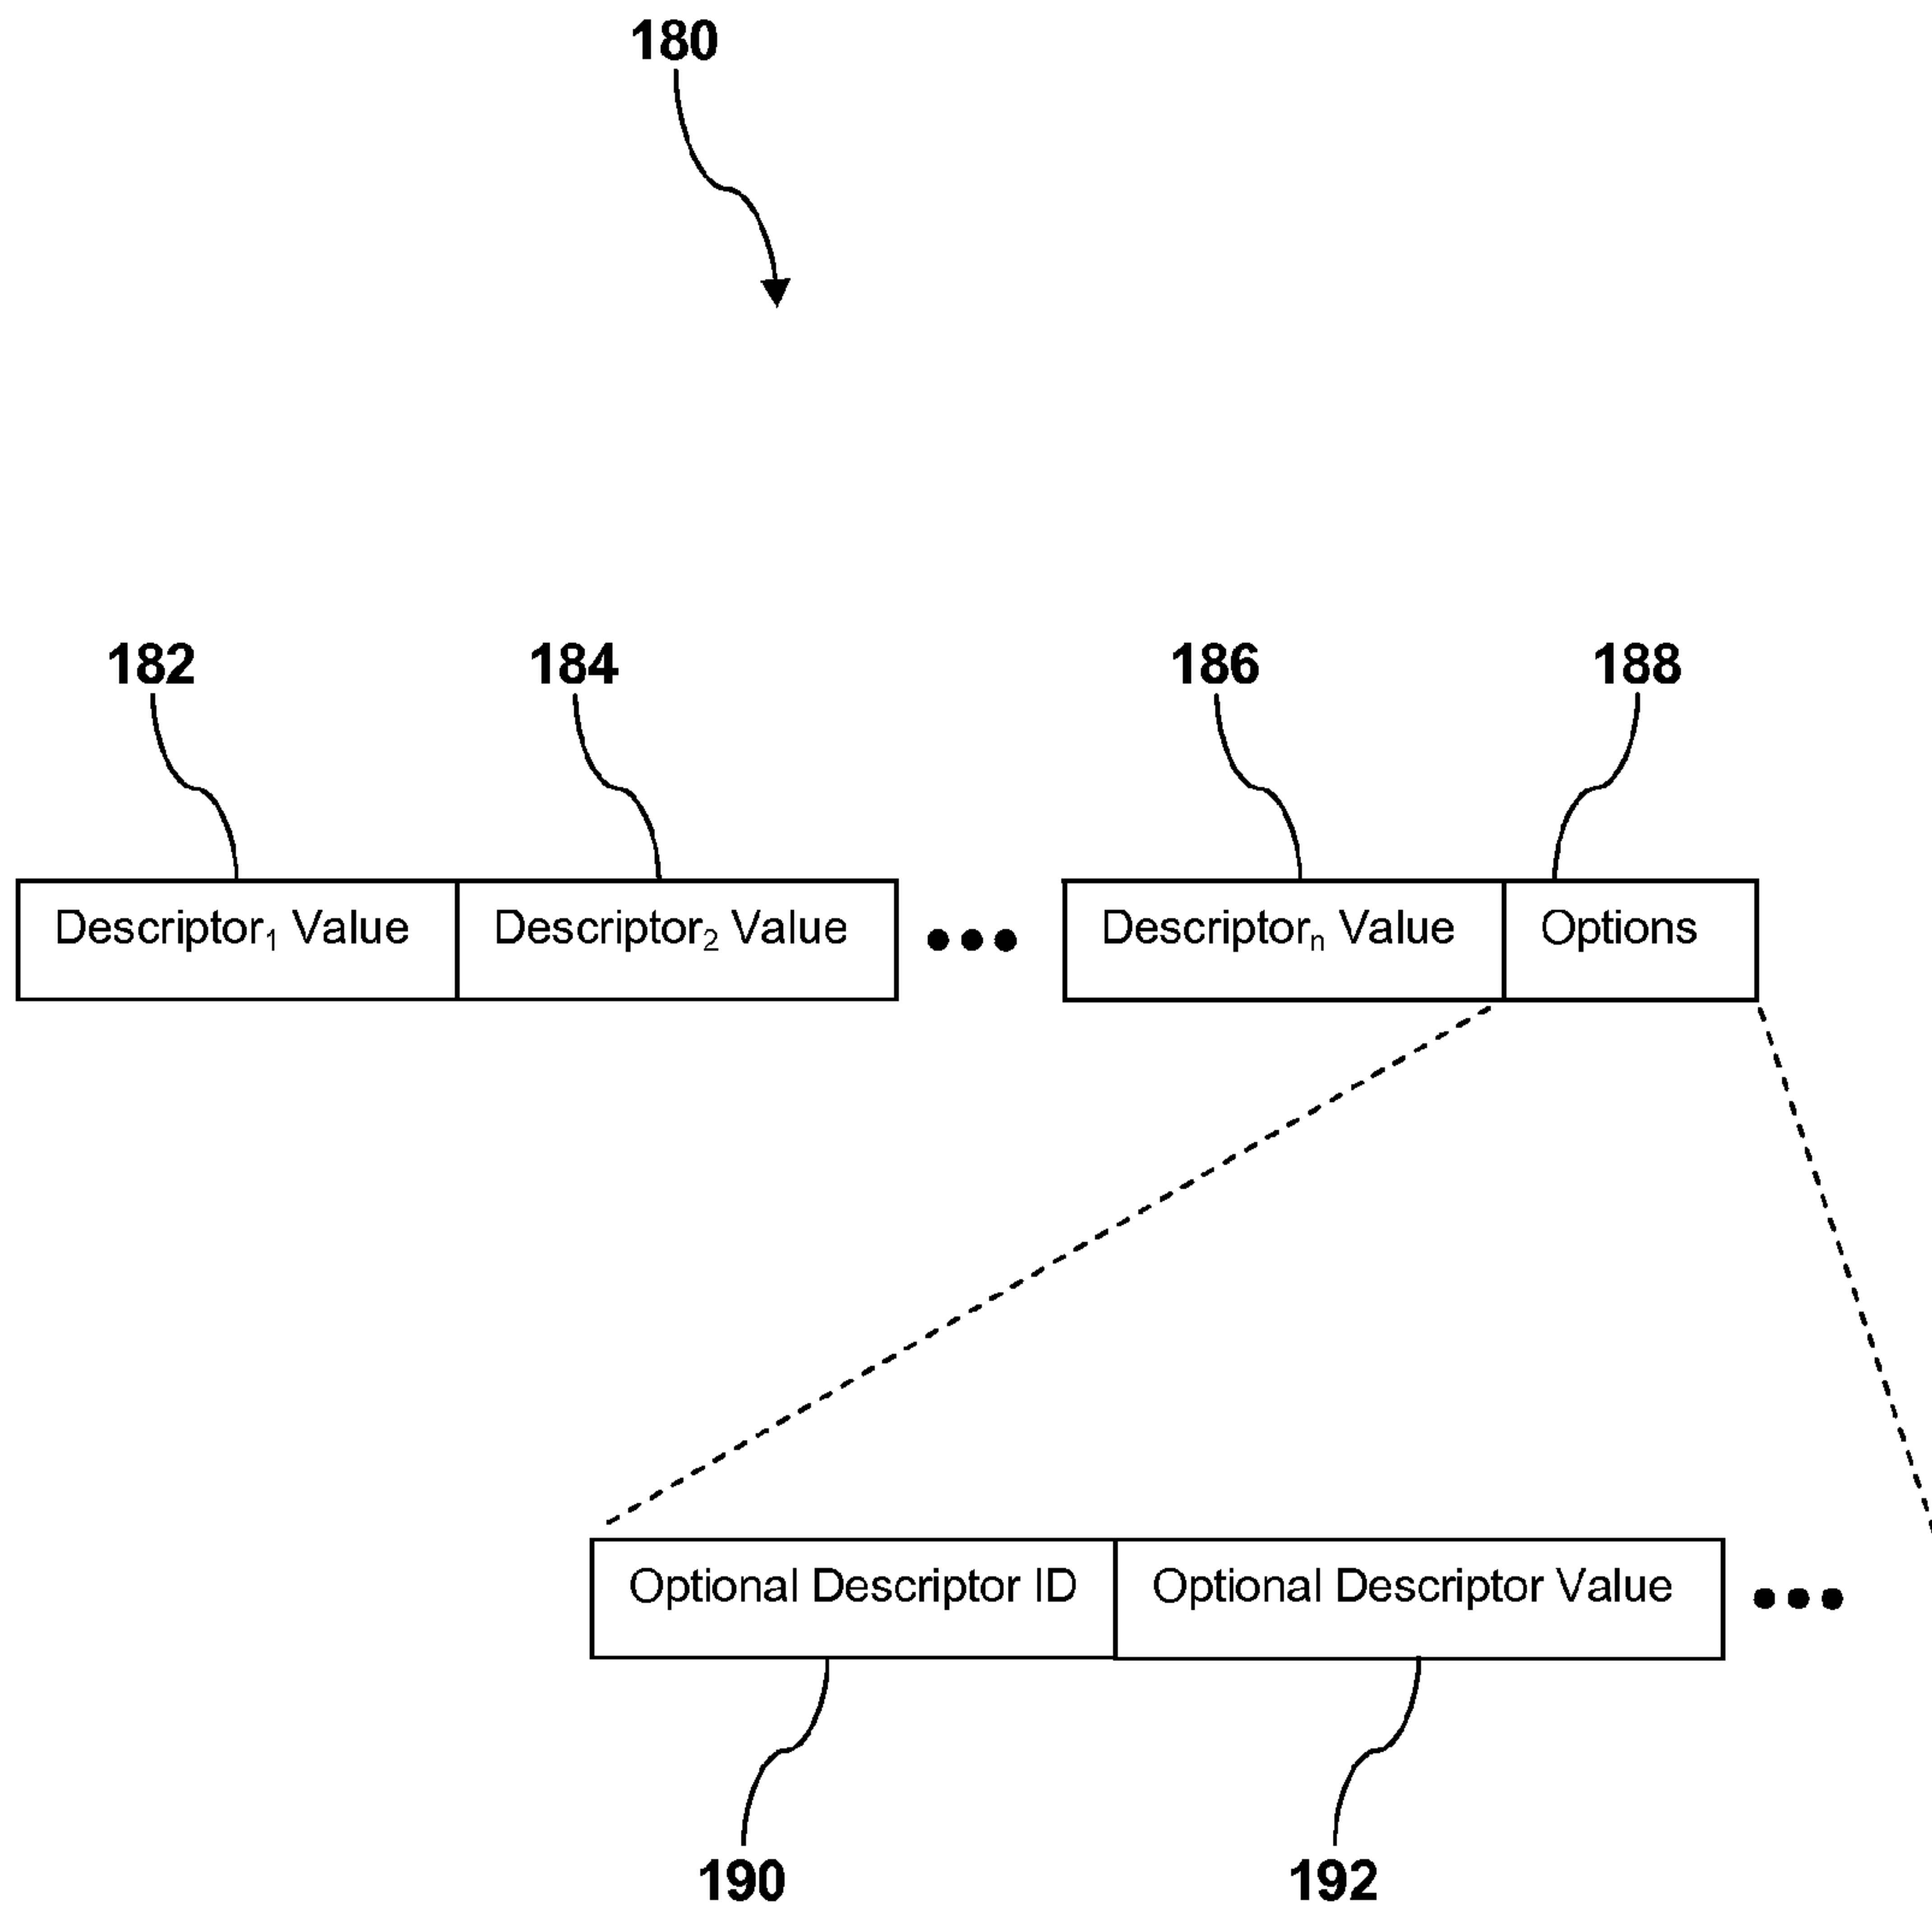 180
182 184 186 188
Descriptor₁ Value Descriptor₂ Value ●●● Descriptorₙ Value Options
Optional Descriptor ID Optional Descriptor Value ●●●
190 192